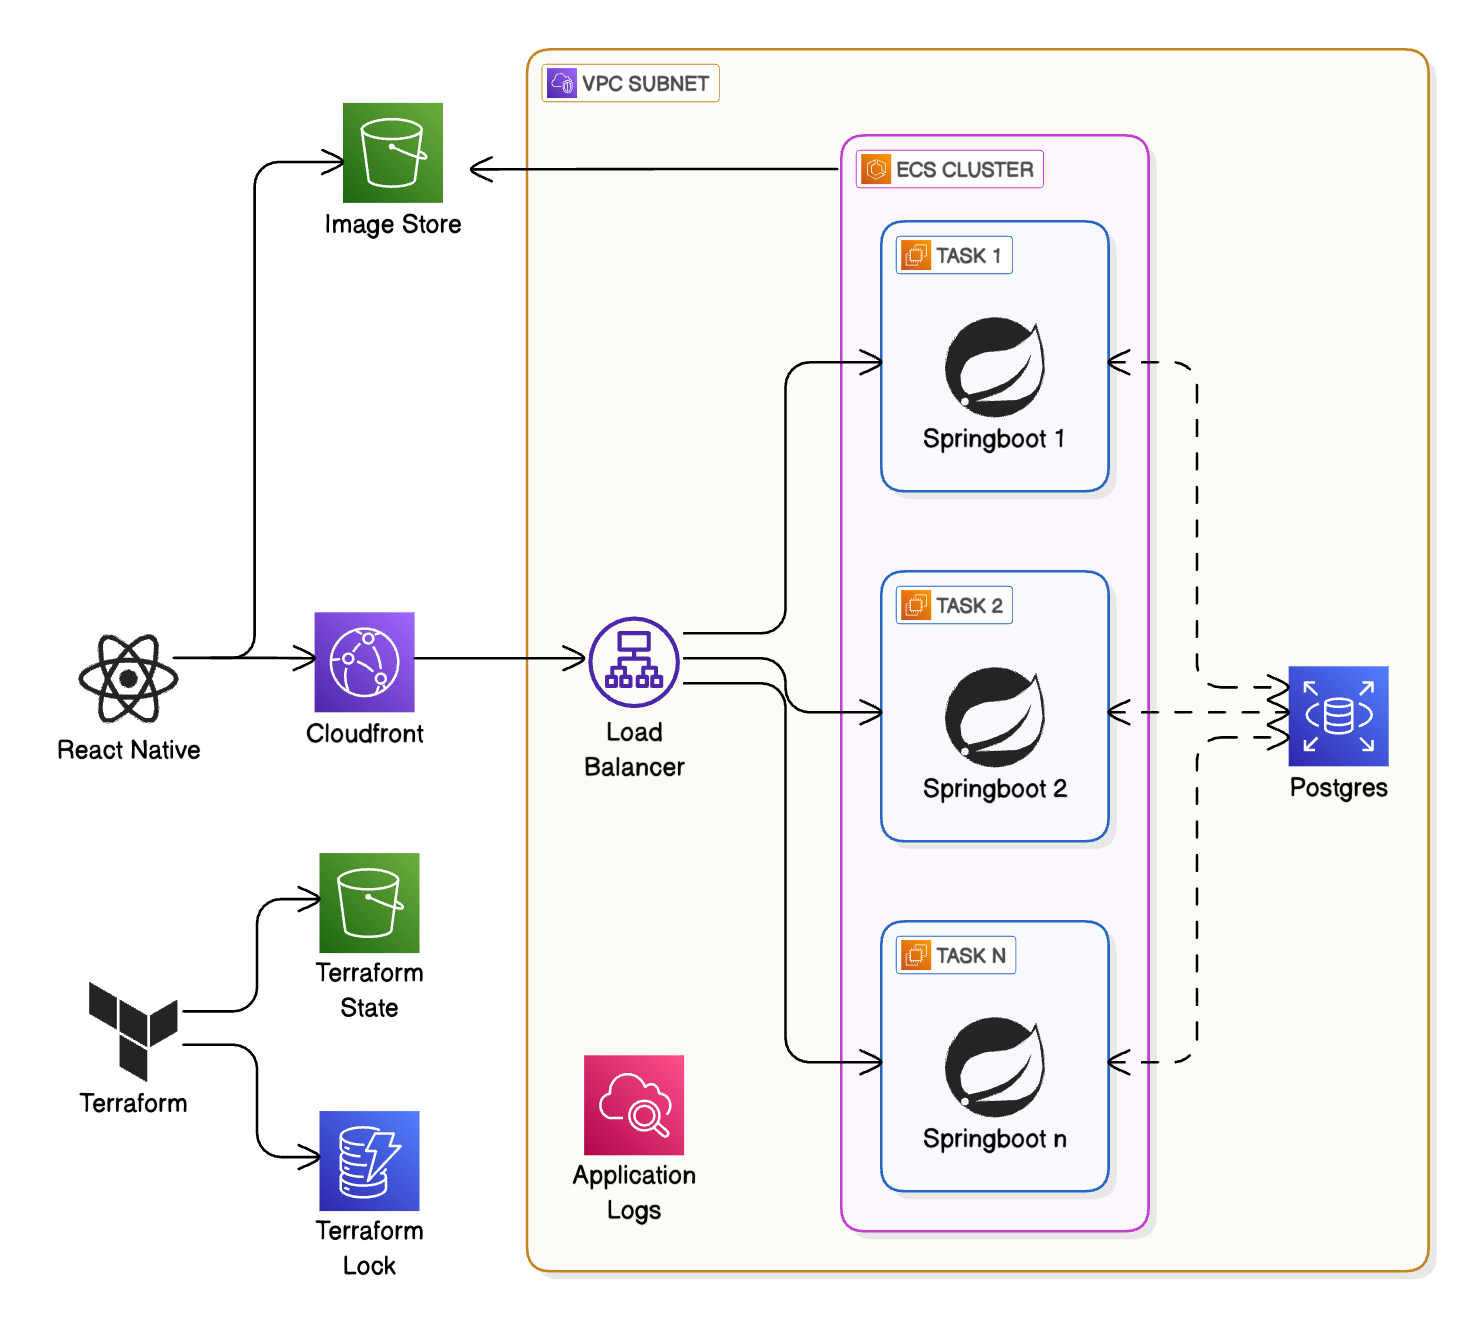 VPC SUBNET
Image Store
ECS CLUSTER
TASK 1
Springboot 1
TASK 2
React Native
Cloudfront
Load
Balancer
Springboot 2
Postgres
TASK N
Terraform
State
Terraform
Springboot n
Application
Logs
Terraform
Lock